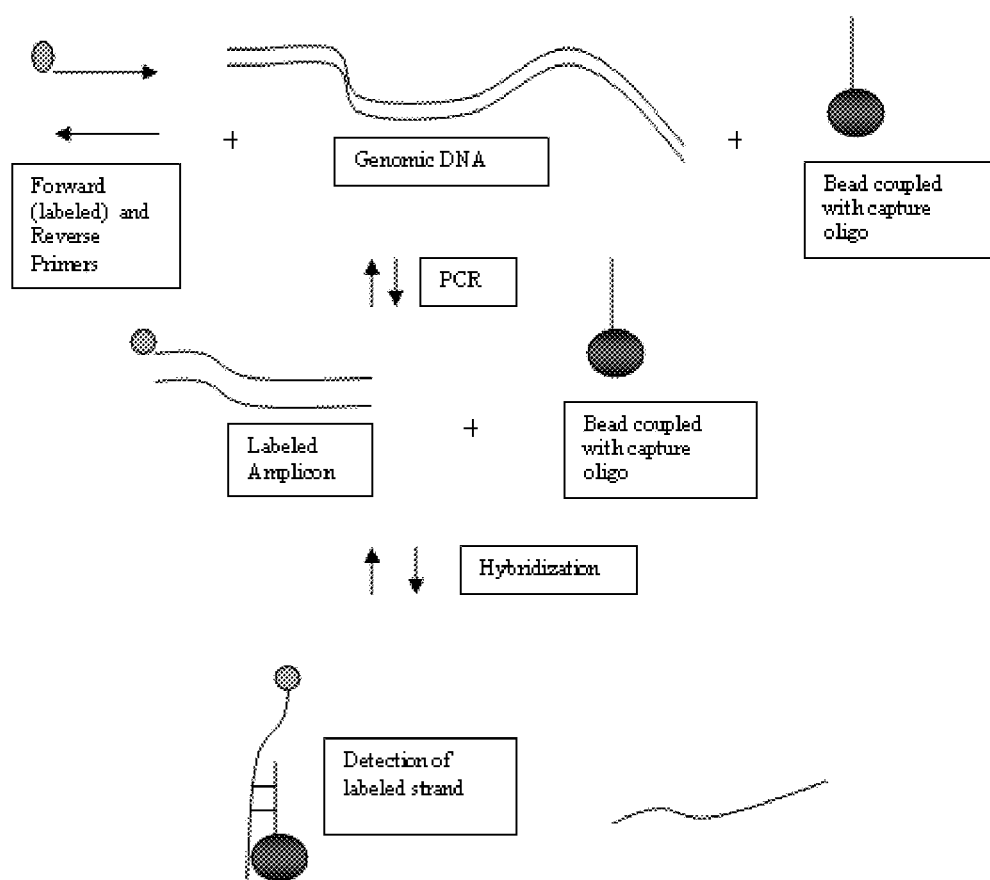 +
+
Genomic DNA
Forward
(labeled) and
Reverse
Primers
Bead coupled
with capture
oligo
PCR
Labeled
Amplicon
+
Bead coupled
with capture
oligo
Hybridization
Detection of
labeled strand